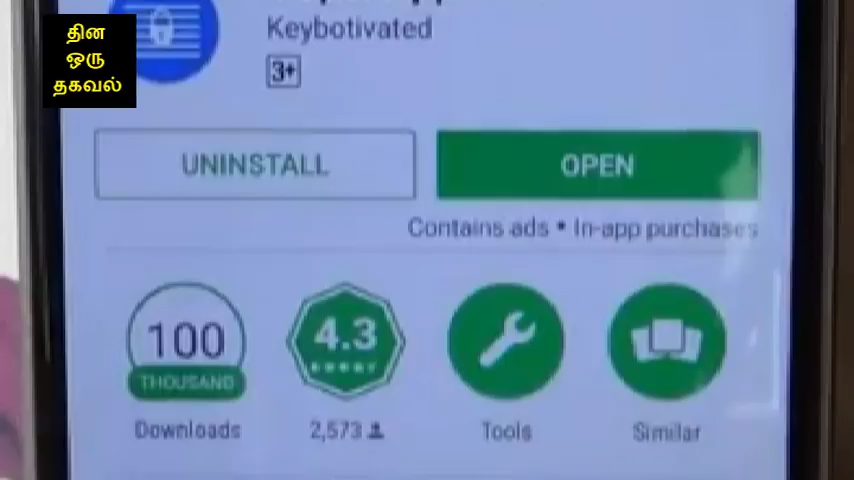 தின
ஒரு
தகவல்
Keybotivated
3+
UNINSTALL
OPEN
Contains ads • In-app purchases
100
THOUSAND
4.3
Downloads
2,573
Tools
Similar